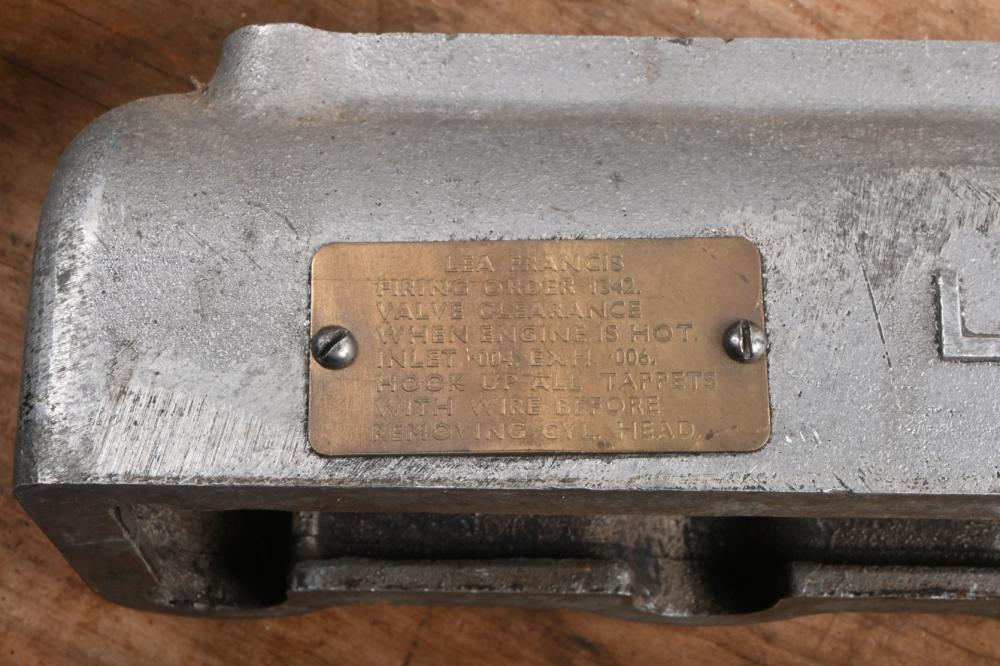 LEA FRANCIS
FIRING ORDER 1342.
VALVE CLEARANCE
WHEN ENGINE IS HOT.
INLET ·004. EXH. ·006.
HOOK UP ALL TAPPETS
WITH WIRE BEFORE
REMOVING CYL. HEAD.
L